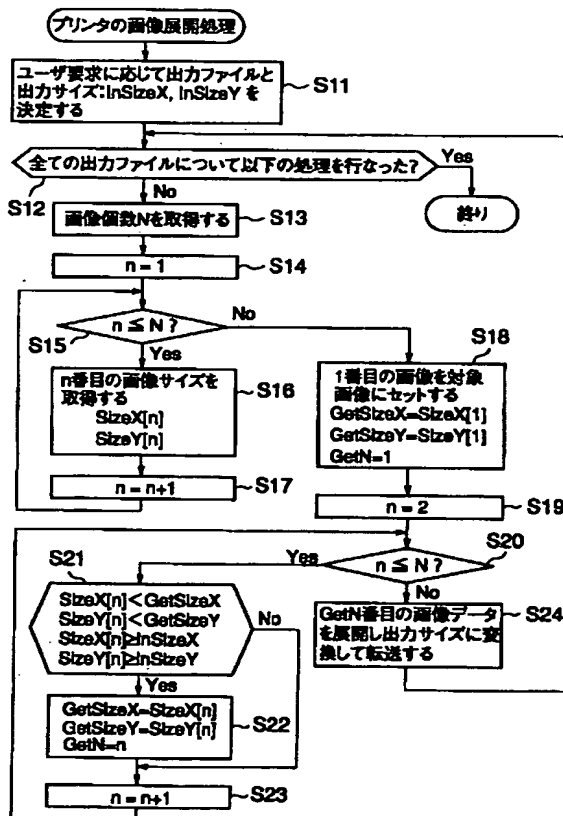 プリンタの画像展開処理
ユーザ要求に応じて出力ファイルと
出力サイズ:InSizeX, InSizeY を
決定する
S11
全ての出力ファイルについて以下の処理を行なった?
Yes
S12
No
終り
画像個数Nを取得する
S13
n = 1
S14
n ≦ N ?
No
S15
Yes
n番目の画像サイズを
取得する
SizeX[n]
SizeY[n]
S16
n = n+1
S17
S18
1番目の画像を対象
画像にセットする
GetSizeX=SizeX[1]
GetSizeY=SizeY[1]
GetN=1
n = 2
S19
S20
n ≦ N ?
Yes
No
S21
SizeX[n]<GetSizeX
SizeY[n]<GetSizeY
SizeX[n]≧InSizeX
SizeY[n]≧InSizeY
No
Yes
GetN番目の画像データ
を展開し出力サイズに変
換して転送する
S24
GetSizeX=SizeX[n]
GetSizeY=SizeY[n]
GetN=n
S22
n = n+1
S23